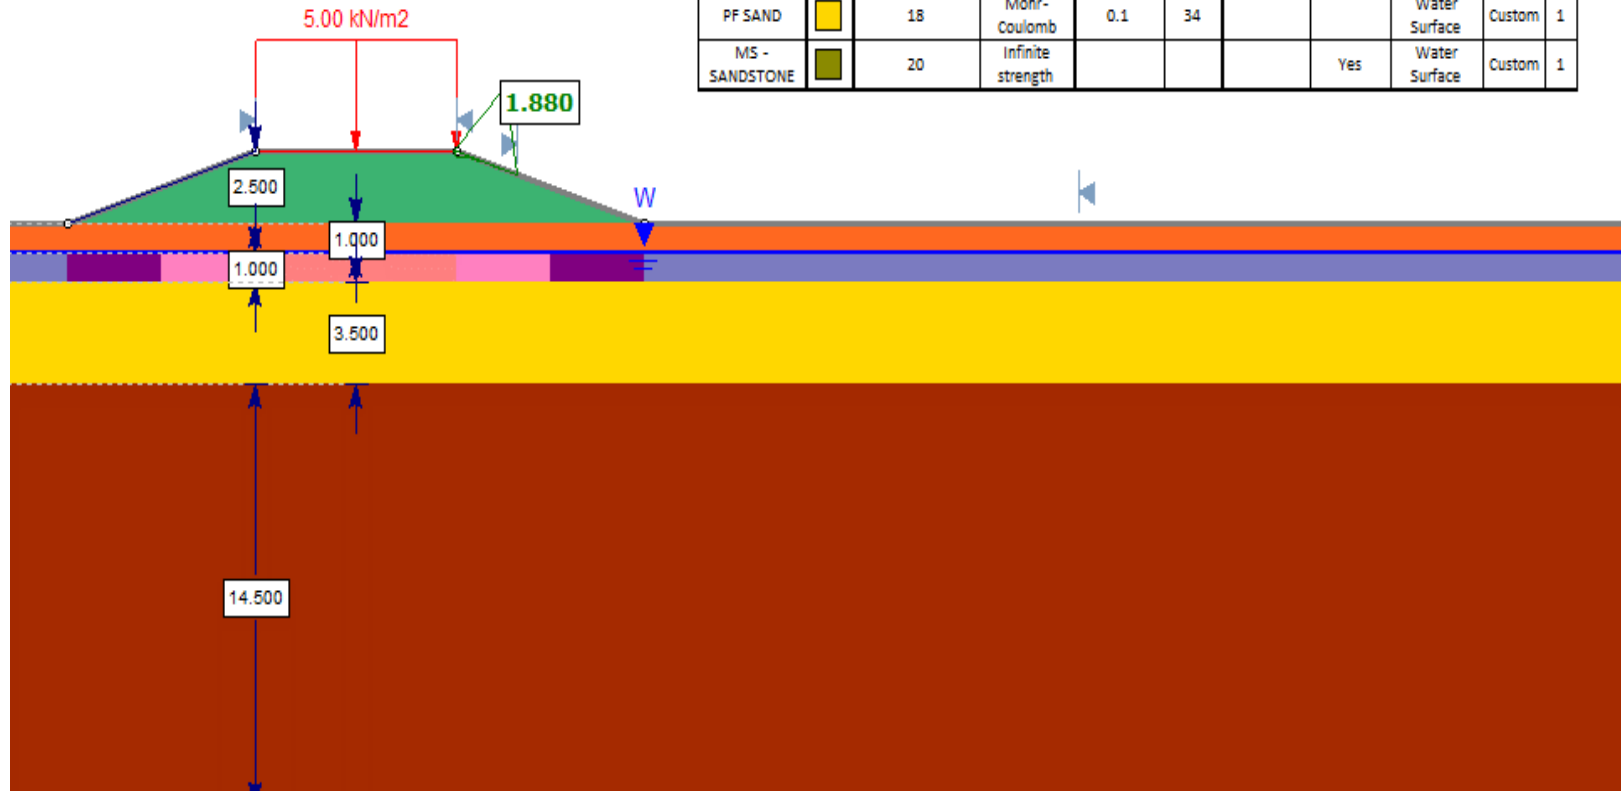 5.00 kN/m2
PF SAND 18 Mohr-Coulomb 0.1 34 Water Surface Custom 1
MS - SANDSTONE 20 Infinite strength Yes Water Surface Custom 1
1.880
2.500
W
1.000
1.000
3.500
14.500